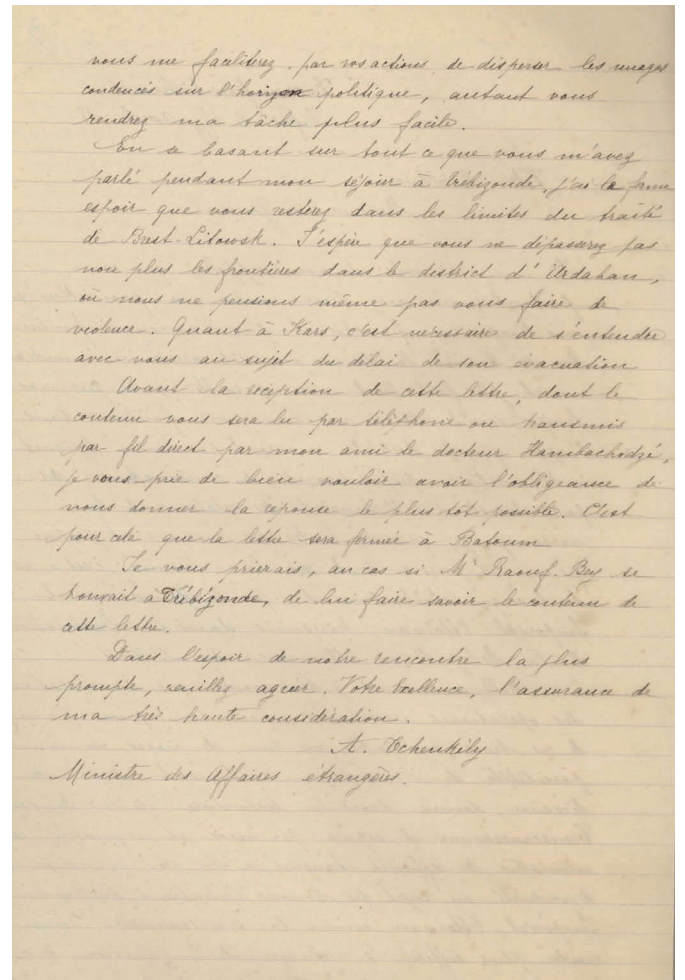 vous me faciliterez, par vos actions, de disperser les nuages
condencés sur l'horizon politique, autant vous
rendrez ma tâche plus facile.
En se basant sur tout ce que vous m'avez
parlé pendant mon séjour à Trébizonde, j'ai la ferme
espoir que vous resterez dans les limites du traité
de Brest-Litowsk. J'espère que vous ne dépasserez pas
non plus les frontières dans le district d'Ardahan,
où nous ne pensions même pas vous faire de
violence. Quant à Kars, c'est necéssaire de s'entendre
avec vous au sujet du délai de son évacuation
Avant la réception de cette lettre, dont le
contenu vous sera lu par téléphone ou transmis
par fil direct par mon ami le docteur Hambachodzé,
je vous prie de bien vouloir avoir l'obligeance de
nous donner la réponse le plus tôt possible. C'est
pour celà que la lettre sera fermée à Batoum
Je vous prierais, au cas si Mr Raouf-Bey se
trouvait à Trébizonde, de lui faire savoir le contenu de
cette lettre.
Dans l'espoir de notre rencontre la plus
prompte, veuillez agréer, Votre Excellence, l'assurance de
ma très haute considération.
A. Tchenkély
Ministre des Affaires étrangères.